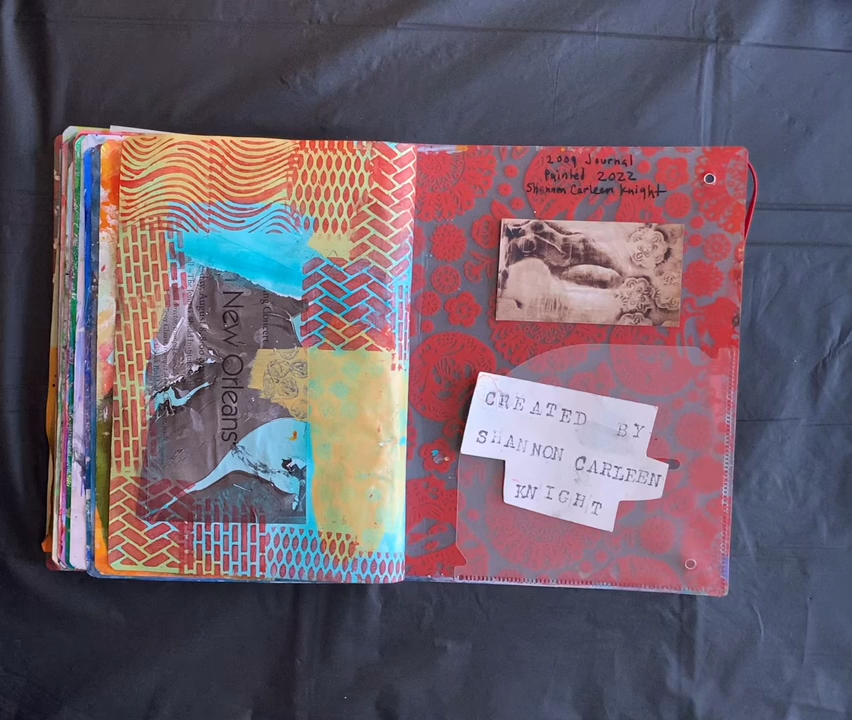 New Orleans
2009 Journal
Painted 2022
Shannon Carleen Knight
CREATED BY
SHANNON CARLEEN
KNIGHT